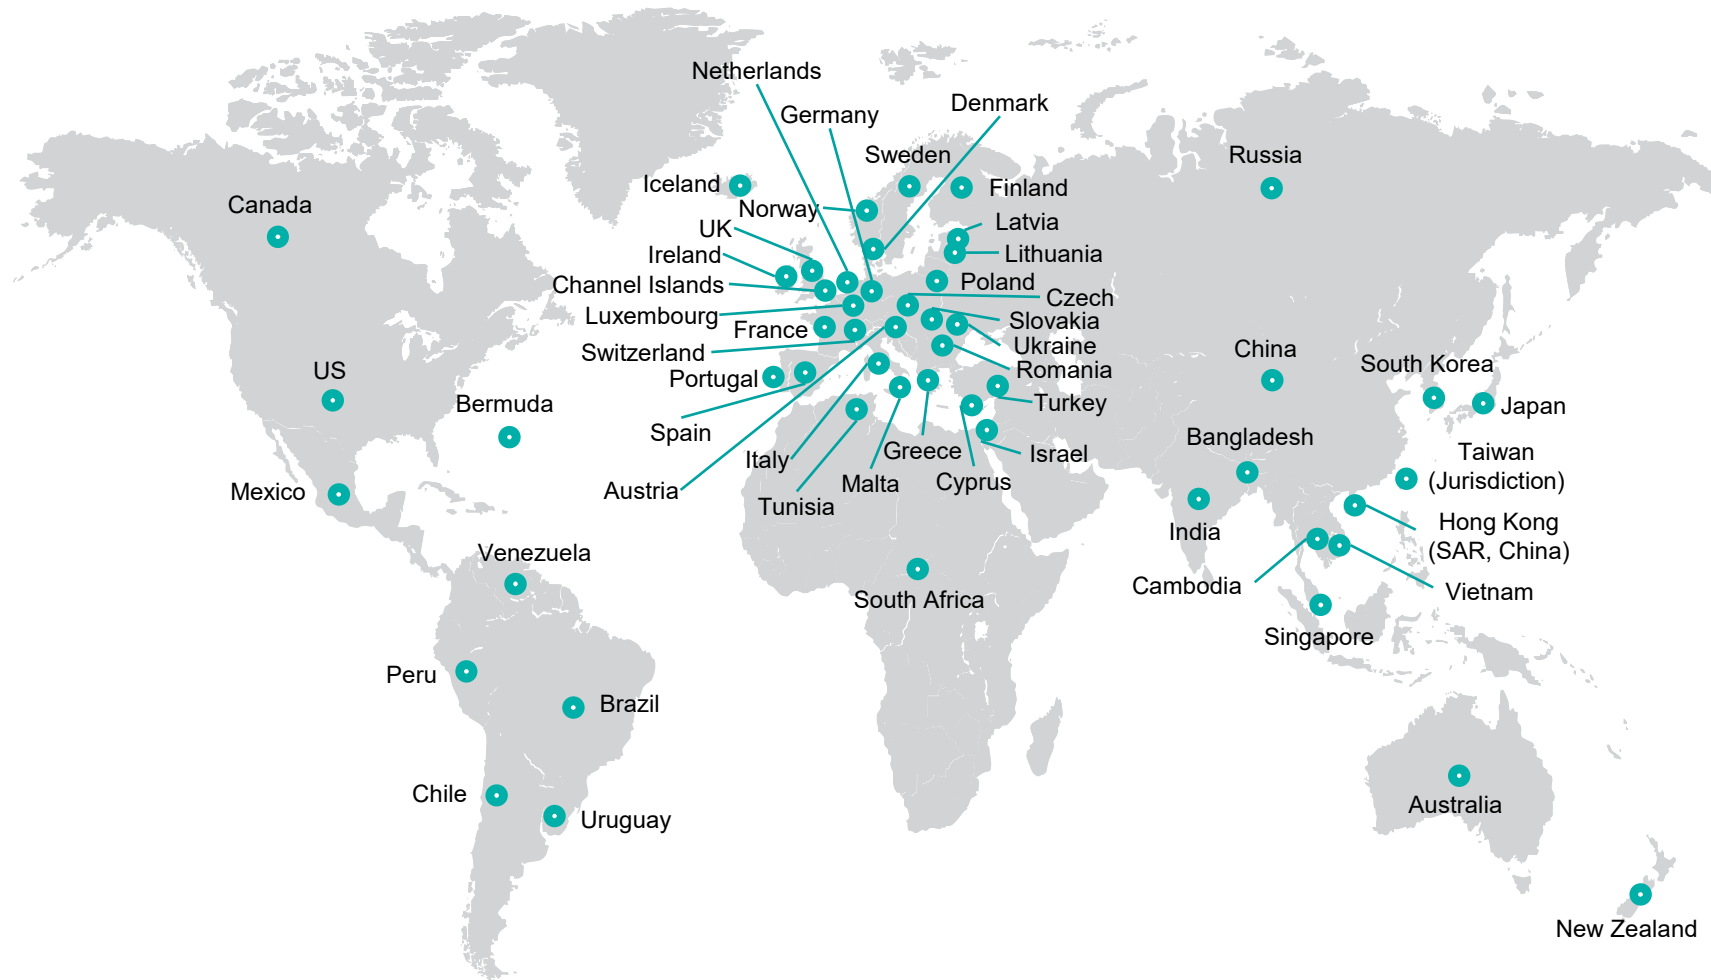 Netherlands
Denmark
Germany
Sweden
Russia
Iceland
Finland
Canada
Norway
Latvia
UK
Ireland
Lithuania
Channel Islands
Poland
Czech
Luxembourg
Slovakia
France
Ukraine
Switzerland
China
South Korea
US
Romania
Portugal
Bermuda
Turkey
Japan
Spain
Bangladesh
Greece
Israel
Taiwan
(Jurisdiction)
Italy
Malta
Cyprus
Austria
Mexico
Tunisia
Hong Kong
(SAR, China)
India
Venezuela
Cambodia
Vietnam
South Africa
Singapore
Peru
Brazil
Chile
Australia
Uruguay
New Zealand